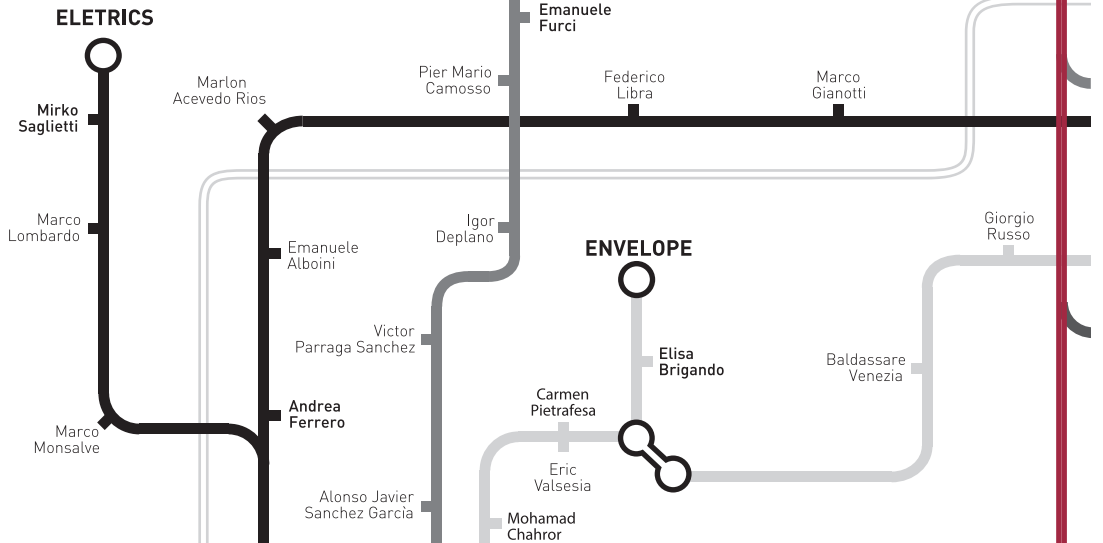 ELETRICS
Emanuele
Furci
Pier Mario
Camosso
Federico
Libra
Marco
Gianotti
Marlon
Acevedo Rios
Mirko
Saglietti
Marco
Lombardo
Emanuele
Alboini
Igor
Deplano
ENVELOPE
Giorgio
Russo
Victor
Parraga Sanchez
Elisa
Brigando
Baldassare
Venezia
Carmen
Pietrafesa
Andrea
Ferrero
Marco
Monsalve
Eric
Valsesia
Alonso Javier
Sanchez Garcìa
Mohamad
Chahror